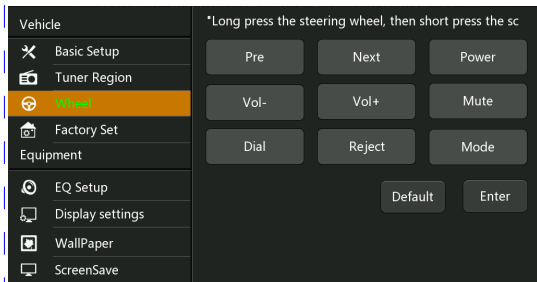 Vehicle
Basic Setup
Tuner Region
Wheel
Factory Set
Equipment
EQ Setup
Display settings
WallPaper
ScreenSave
*Long press the steering wheel, then short press the sc
Pre Next Power
Vol- Vol+ Mute
Dial Reject Mode
Default Enter